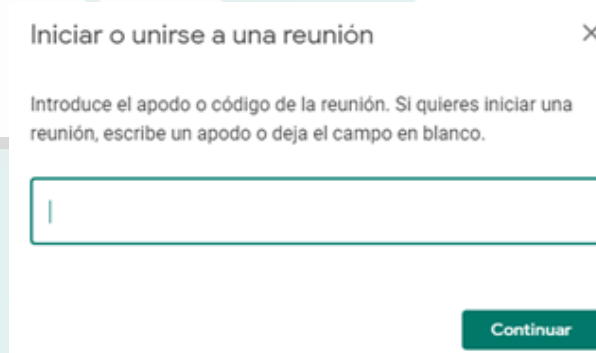 Iniciar o unirse a una reunión
Introduce el apodo o código de la reunión. Si quieres iniciar una
reunión, escribe un apodo o deja el campo en blanco.
Continuar